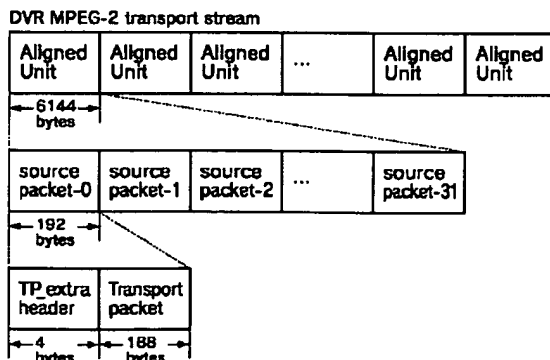 DVR MPEG-2 transport stream
Aligned Unit Aligned Unit Aligned Unit ... Aligned Unit Aligned Unit
6144 bytes
source packet-0 source packet-1 source packet-2 ... source packet-31
192 bytes
TP_extra header Transport packet
4 bytes 188 bytes